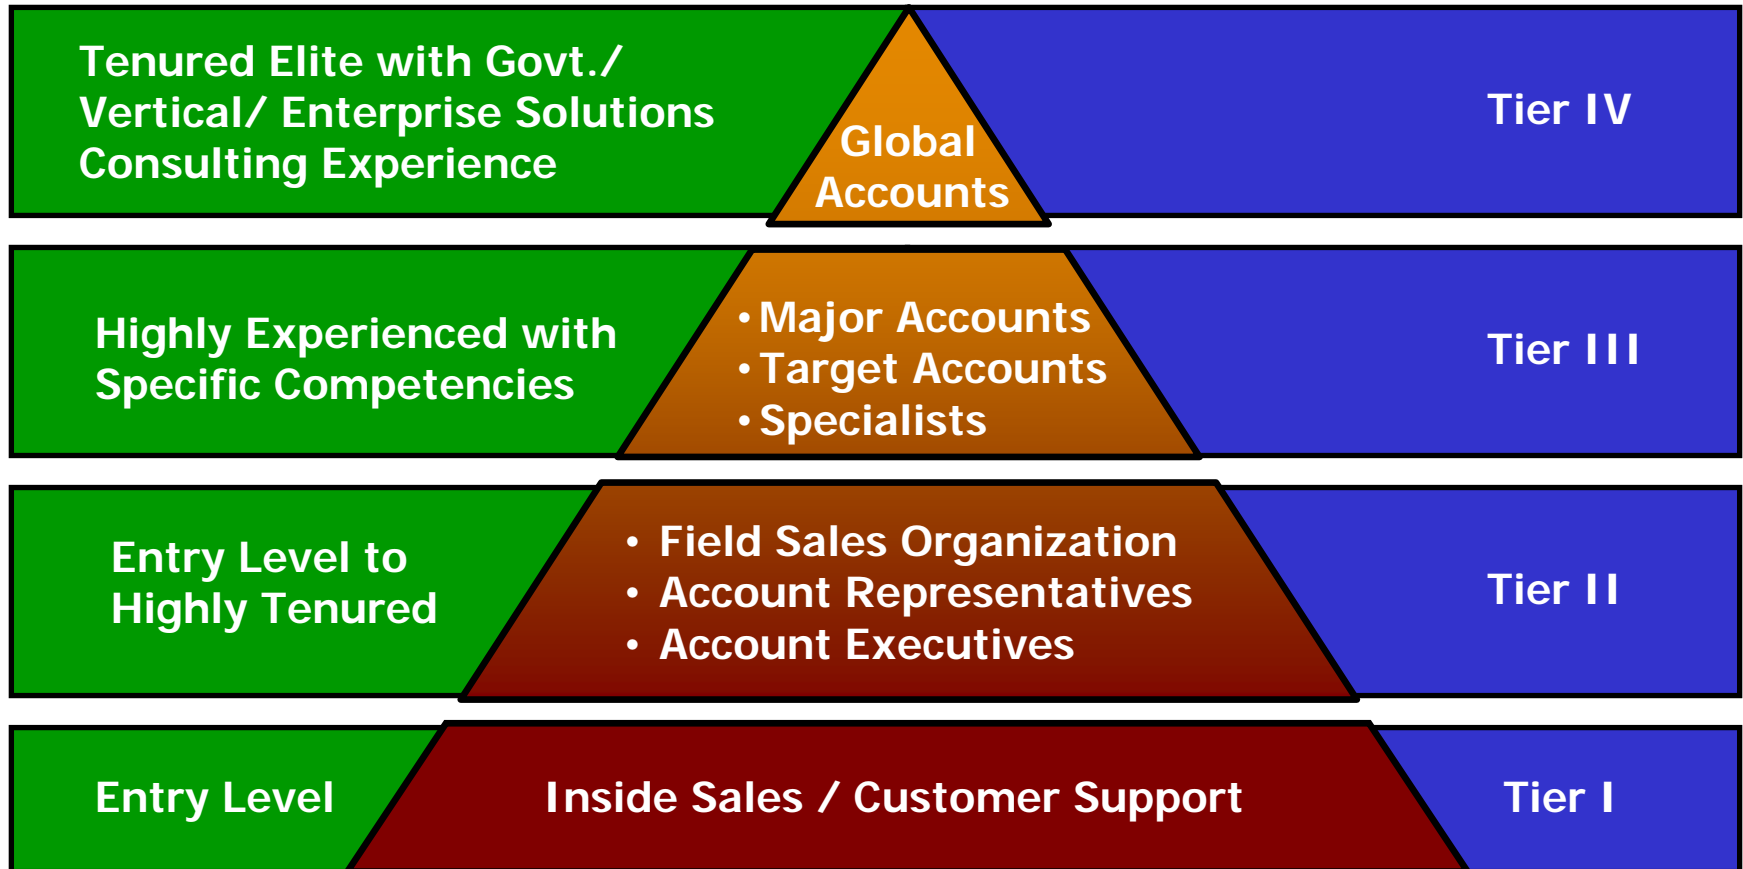 Tenured Elite with Govt./
Vertical/ Enterprise Solutions
Consulting Experience
Global
Accounts
Tier IV
Highly Experienced with
Specific Competencies
• Major Accounts
• Target Accounts
• Specialists
Tier III
Entry Level to
Highly Tenured
• Field Sales Organization
• Account Representatives
• Account Executives
Tier II
Entry Level
Inside Sales / Customer Support
Tier I